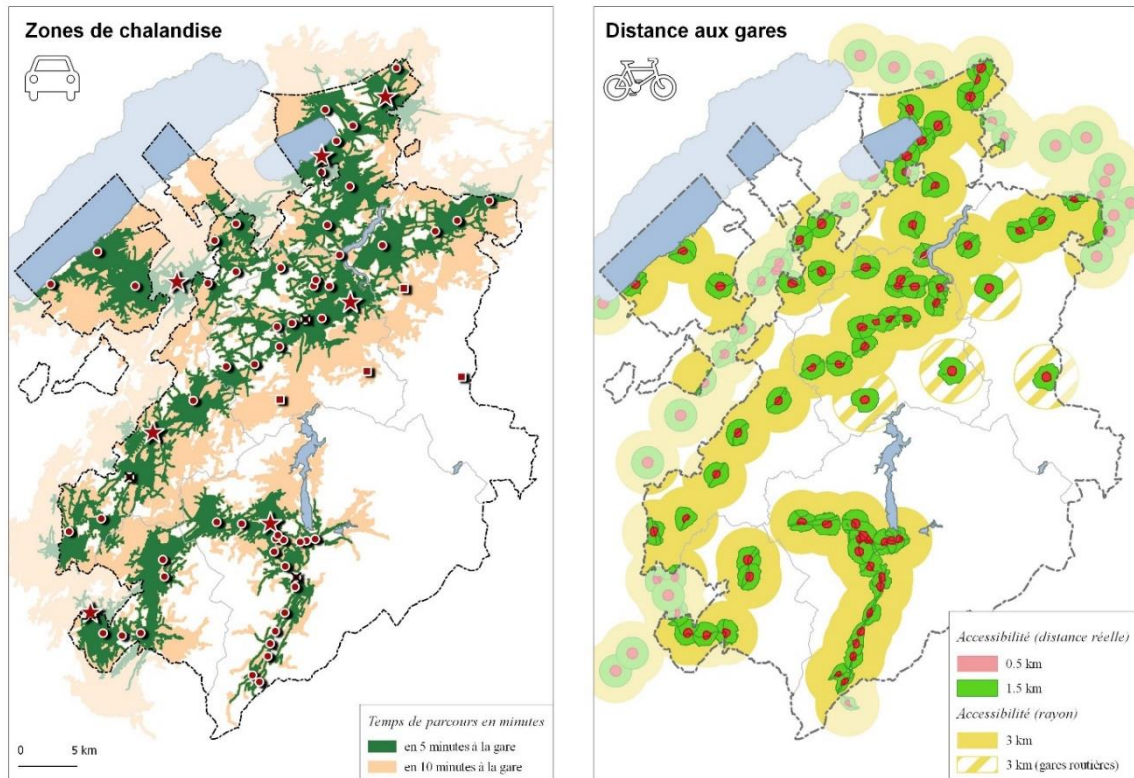 Zones de chalandise
0 5 km
Temps de parcours en minutes
en 5 minutes à la gare
en 10 minutes à la gare
Distance aux gares
Accessibilité (distance réelle)
0.5 km
1.5 km
Accessibilité (rayon)
3 km
3 km (gares routières)